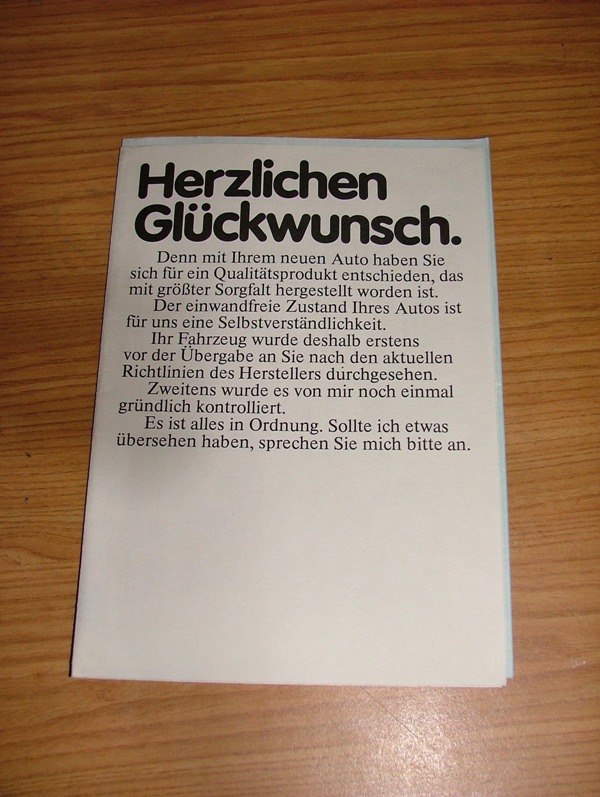 Herzlichen
Glückwunsch.
Denn mit Ihrem neuen Auto haben Sie
sich für ein Qualitätsprodukt entschieden, das
mit größter Sorgfalt hergestellt worden ist.
Der einwandfreie Zustand Ihres Autos ist
für uns eine Selbstverständlichkeit.
Ihr Fahrzeug wurde deshalb erstens
vor der Übergabe an Sie nach den aktuellen
Richtlinien des Herstellers durchgesehen.
Zweitens wurde es von mir noch einmal
gründlich kontrolliert.
Es ist alles in Ordnung. Sollte ich etwas
übersehen haben, sprechen Sie mich bitte an.